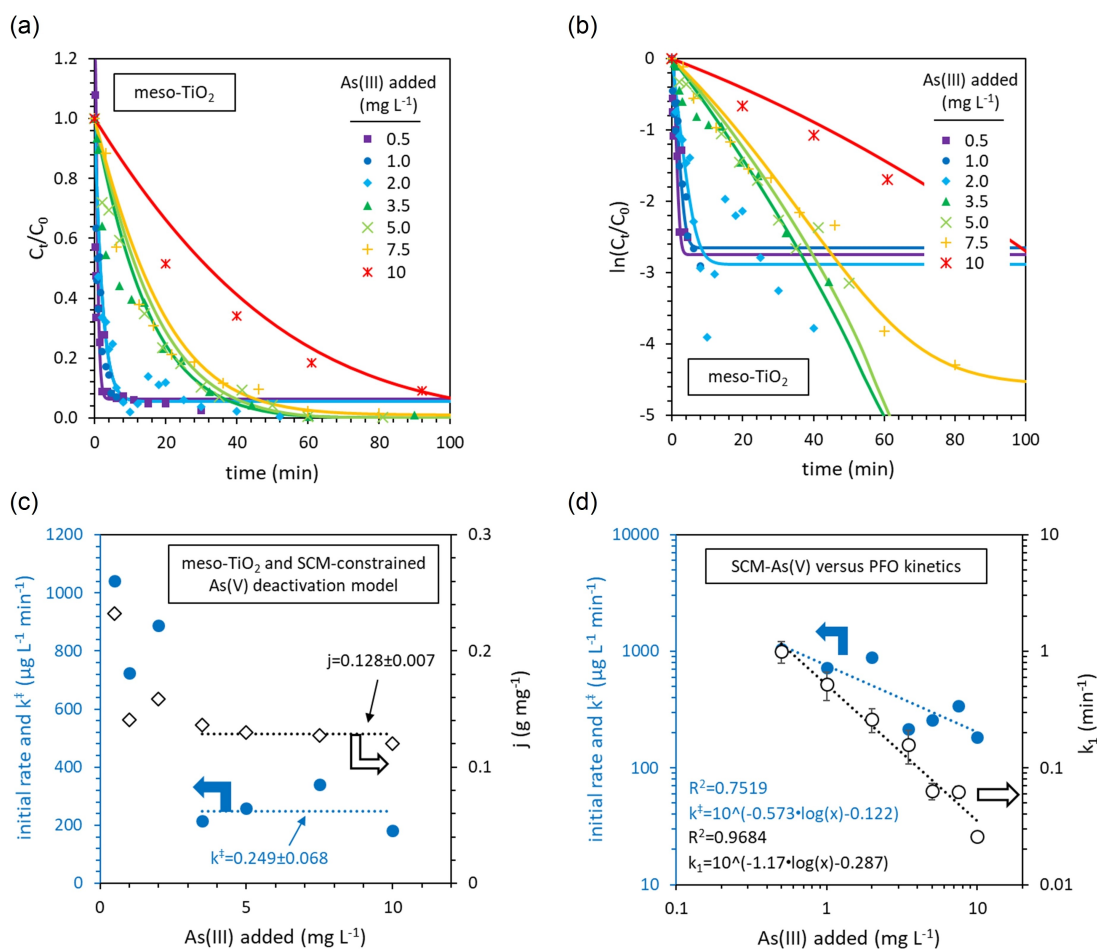 (a)
1.2
1.0
0.8
0.6
0.4
0.2
0.0
C_t/C_0
meso-TiO₂
As(III) added
(mg L⁻¹)
0.5
1.0
2.0
3.5
5.0
7.5
10
0
20
40
60
80
100
time (min)
(b)
0
-1
-2
-3
-4
-5
ln(C_t/C_0)
As(III) added
(mg L⁻¹)
0.5
1.0
2.0
3.5
5.0
7.5
10
meso-TiO₂
0
20
40
60
80
100
time (min)
(c)
1200
1000
800
600
400
200
0
initial rate and k‡ (µg L⁻¹ min⁻¹)
meso-TiO₂ and SCM-constrained
As(V) deactivation model
j=0.128±0.007
k‡=0.249±0.068
0.3
0.2
0.1
0
j (g mg⁻¹)
0
5
10
As(III) added (mg L⁻¹)
(d)
10000
1000
100
10
initial rate and k‡ (µg L⁻¹ min⁻¹)
SCM-As(V) versus PFO kinetics
R²=0.7519
k‡=10^(-0.573•log(x)-0.122)
R²=0.9684
k₁=10^(-1.17•log(x)-0.287)
10
1
0.1
0.01
k₁ (min⁻¹)
0.1
1
10
As(III) added (mg L⁻¹)